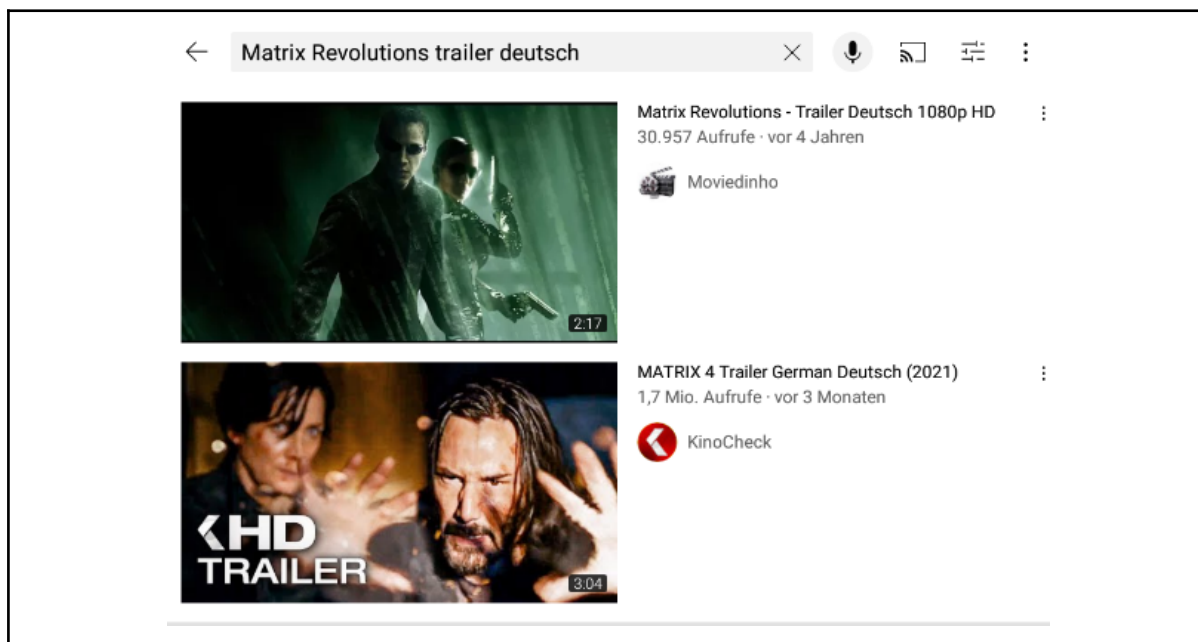 Matrix Revolutions trailer deutsch
Matrix Revolutions - Trailer Deutsch 1080p HD
30.957 Aufrufe · vor 4 Jahren
Moviedinho
2:17
MATRIX 4 Trailer German Deutsch (2021)
1,7 Mio. Aufrufe · vor 3 Monaten
KinoCheck
HD
TRAILER
3:04